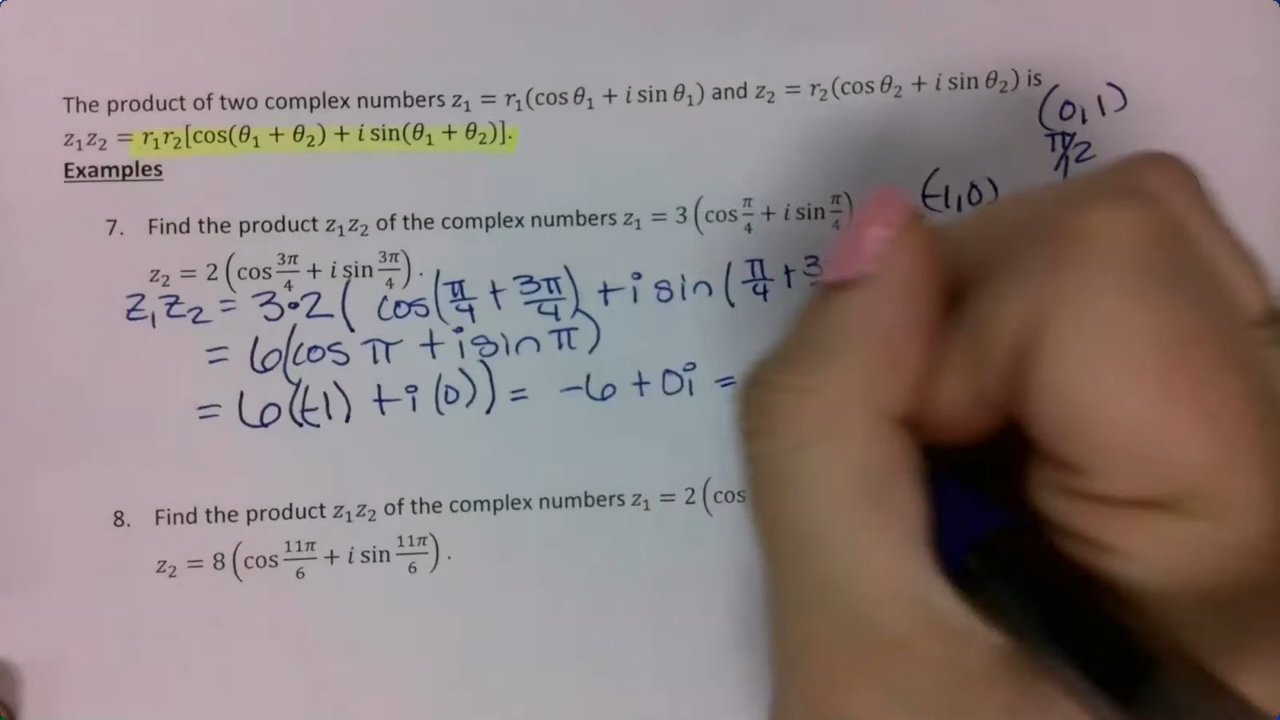 The product of two complex numbers z₁ = r₁(cos θ₁ + i sin θ₁) and z₂ = r₂(cos θ₂ + i sin θ₂) is
z₁z₂ = r₁r₂[cos(θ₁ + θ₂) + i sin(θ₁ + θ₂)].
(0,1)
π/2
Examples
(-1,0)
7. Find the product z₁z₂ of the complex numbers z₁ = 3(cos π/4 + i sin π/4)
z₂ = 2(cos 3π/4 + i sin 3π/4).
z₁z₂ = 3·2( cos(π/4 + 3π/4) + i sin(π/4 + 3
= 6(cos π + i sin π)
= 6(-1) + i(0)) = -6 + 0i =
8. Find the product z₁z₂ of the complex numbers z₁ = 2(cos
z₂ = 8(cos 11π/6 + i sin 11π/6).